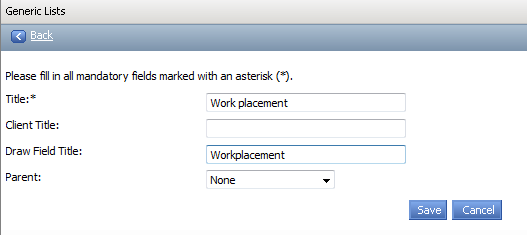 Generic Lists
Back
Please fill in all mandatory fields marked with an asterisk (*).
Title:* Work placement
Client Title:
Draw Field Title: Workplacement
Parent: None
Save Cancel